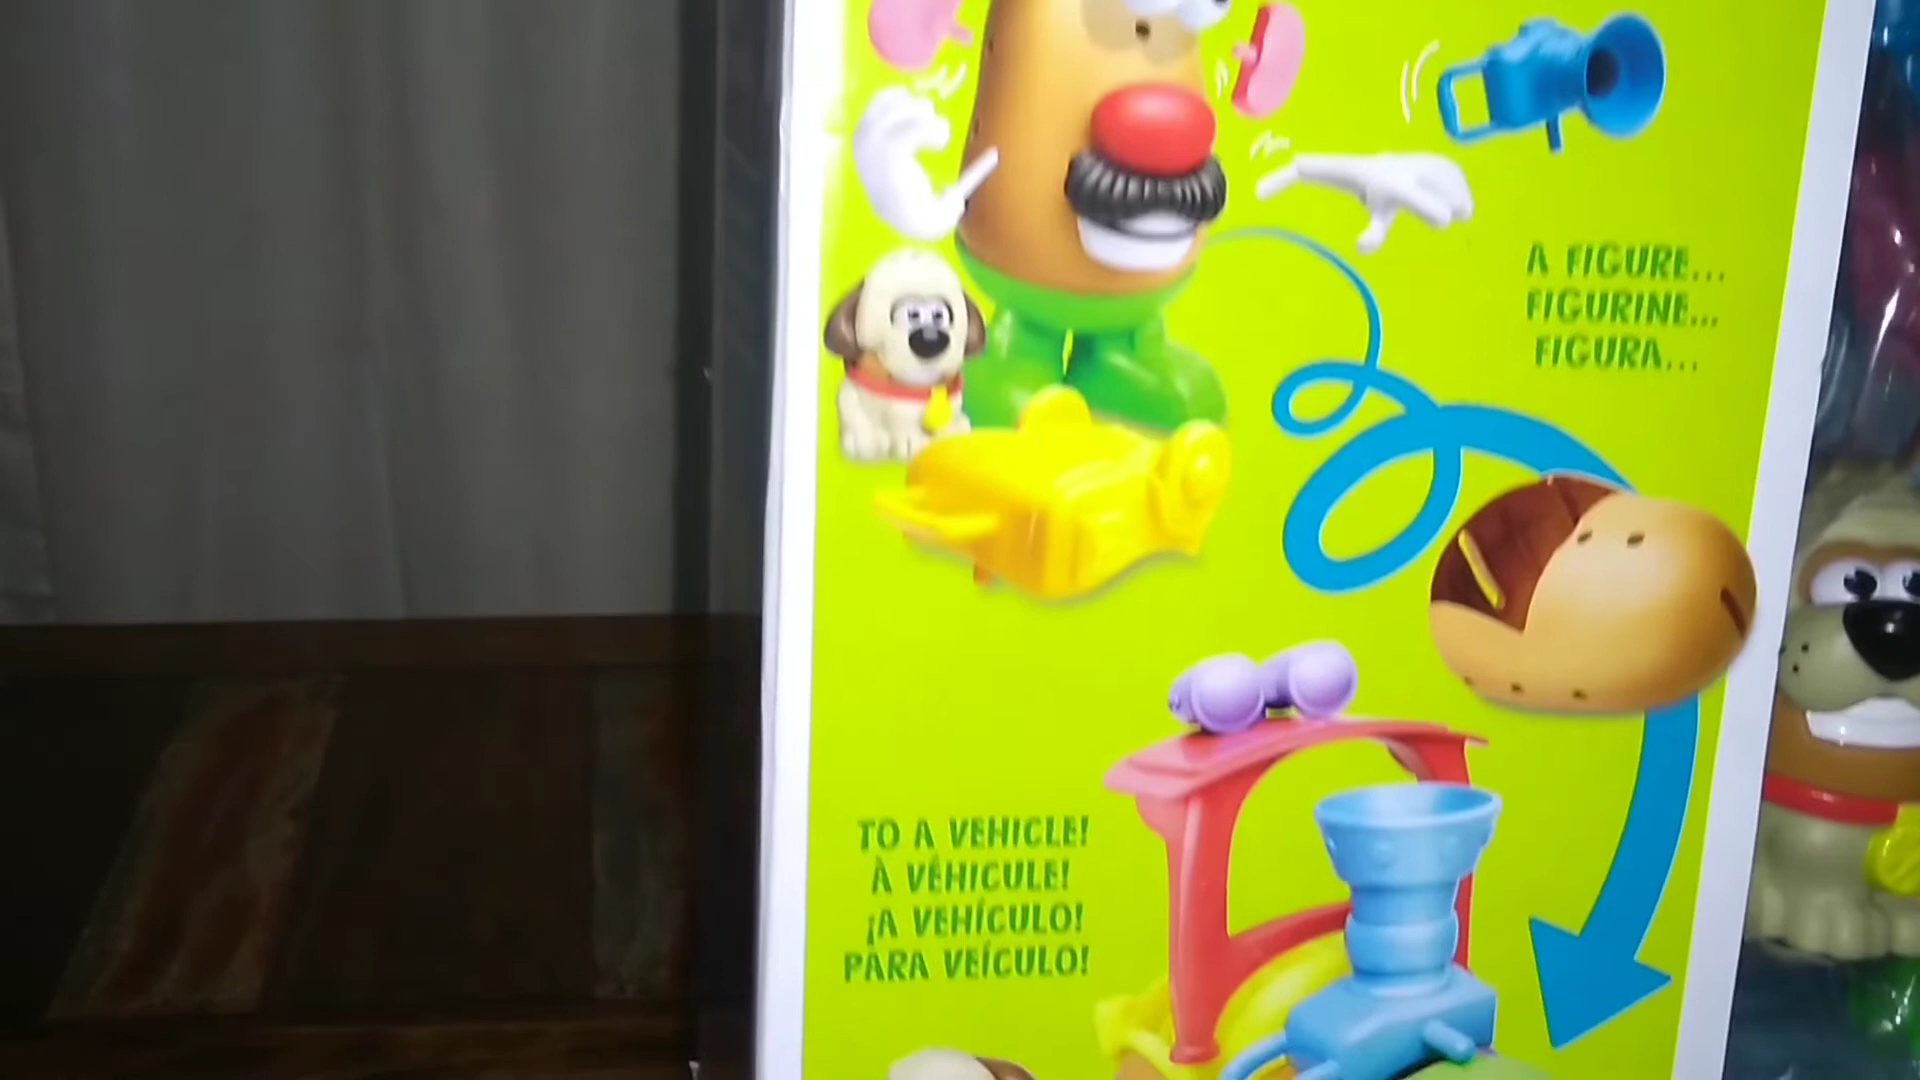 A FIGURE...
FIGURINE...
FIGURA...
TO A VEHICLE!
À VÉHICULE!
¡A VEHÍCULO!
PARA VEÍCULO!